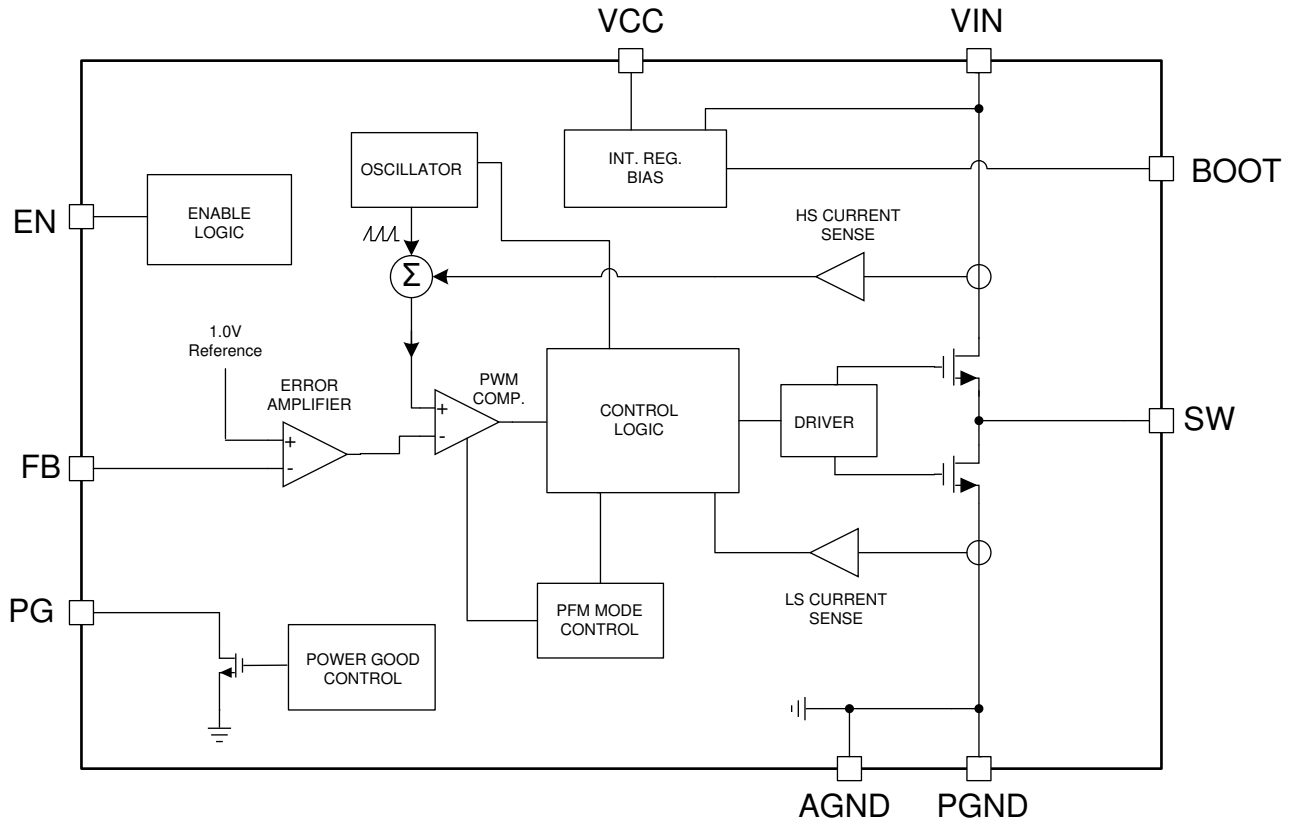 VCC
VIN
OSCILLATOR
INT. REG.
BIAS
BOOT
EN
ENABLE
LOGIC
HS CURRENT
SENSE
Σ
1.0V
Reference
ERROR
AMPLIFIER
PWM
COMP.
+
-
CONTROL
LOGIC
DRIVER
SW
+
-
FB
PG
POWER GOOD
CONTROL
PFM MODE
CONTROL
LS CURRENT
SENSE
AGND
PGND